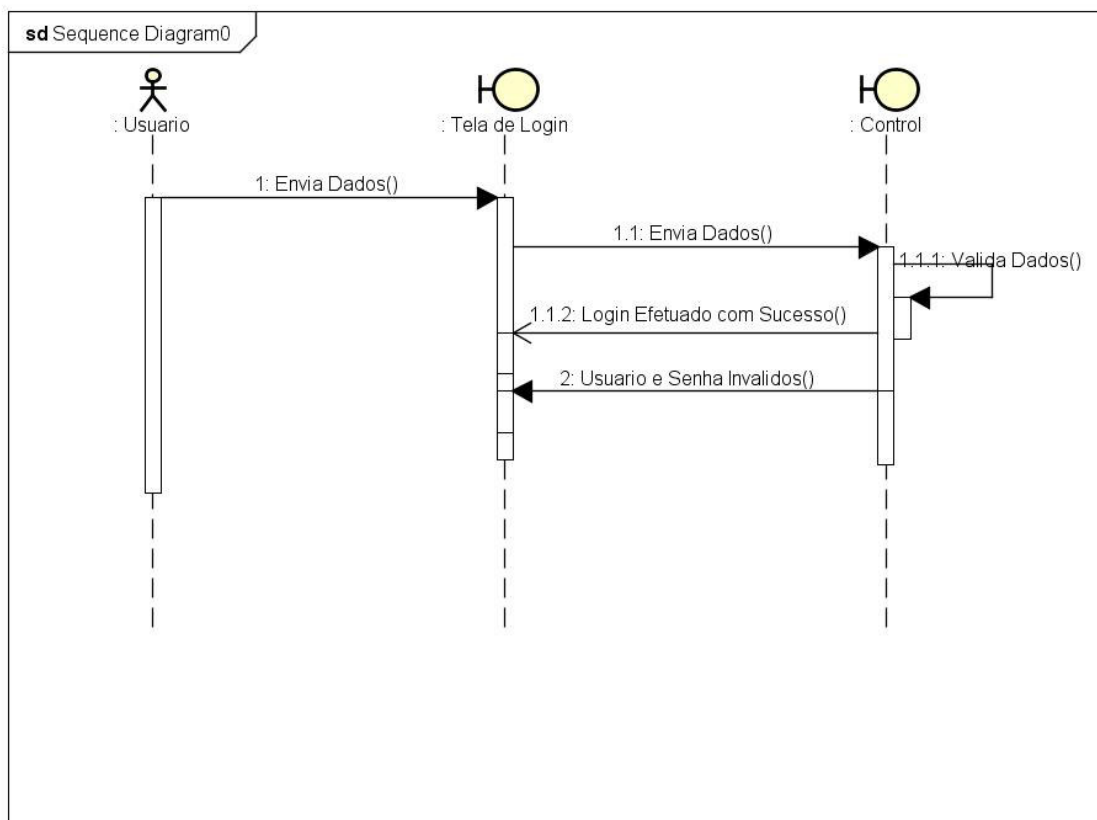 sd Sequence Diagram0
: Usuario
: Tela de Login
: Control
1: Envia Dados()
1.1: Envia Dados()
1.1.1: Valida Dados()
1.1.2: Login Efetuado com Sucesso()
2: Usuario e Senha Invalidos()